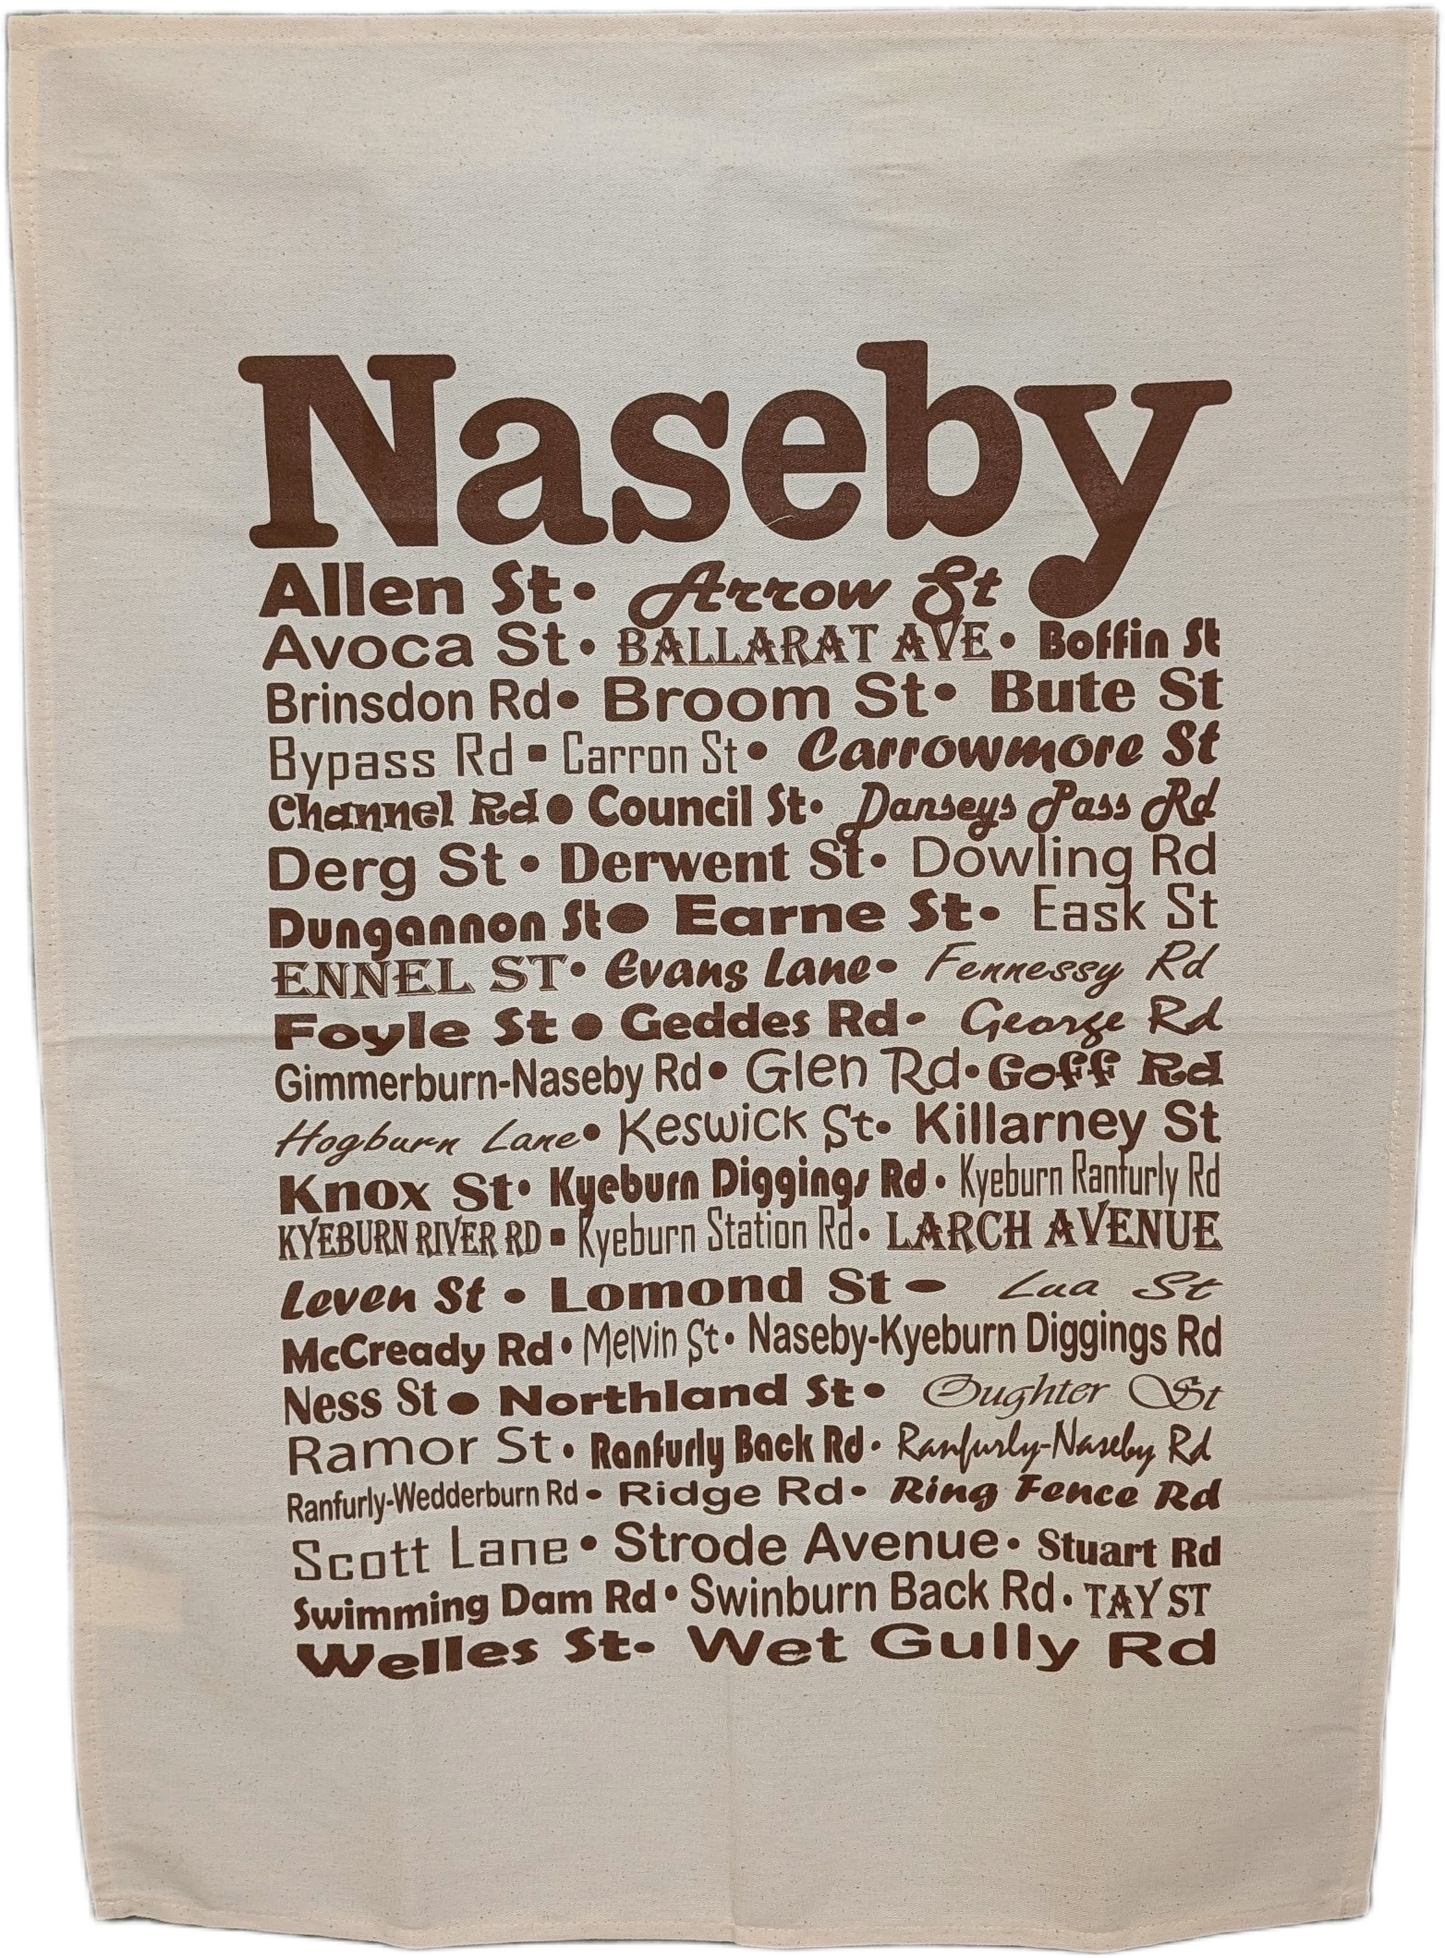 Naseby
Allen St• Arrow St
Avoca St• BALLARAT AVE• Boffin St
Brinsdon Rd• Broom St• Bute St
Bypass Rd ▪ Carron St• Carrowmore St
Channel Rd• Council St• Danseys Pass Rd
Derg St• Derwent St• Dowling Rd
Dungannon St• Earne St• Eask St
ENNEL ST• Evans Lane• Fennessy Rd
Foyle St• Geddes Rd• George Rd
Gimmerburn-Naseby Rd• Glen Rd• Goff Rd
Hogburn Lane• Keswick St• Killarney St
Knox St• Kyeburn Diggings Rd• Kyeburn Ranfurly Rd
KYEBURN RIVER RD ▪ Kyeburn Station Rd• LARCH AVENUE
Leven St • Lomond St• Lua St
McCready Rd• Melvin St• Naseby-Kyeburn Diggings Rd
Ness St• Northland St• Oughter St
Ramor St• Ranfurly Back Rd• Ranfurly-Naseby Rd
Ranfurly-Wedderburn Rd• Ridge Rd• Ring Fence Rd
Scott Lane• Strode Avenue• Stuart Rd
Swimming Dam Rd• Swinburn Back Rd• TAY ST
Welles St• Wet Gully Rd